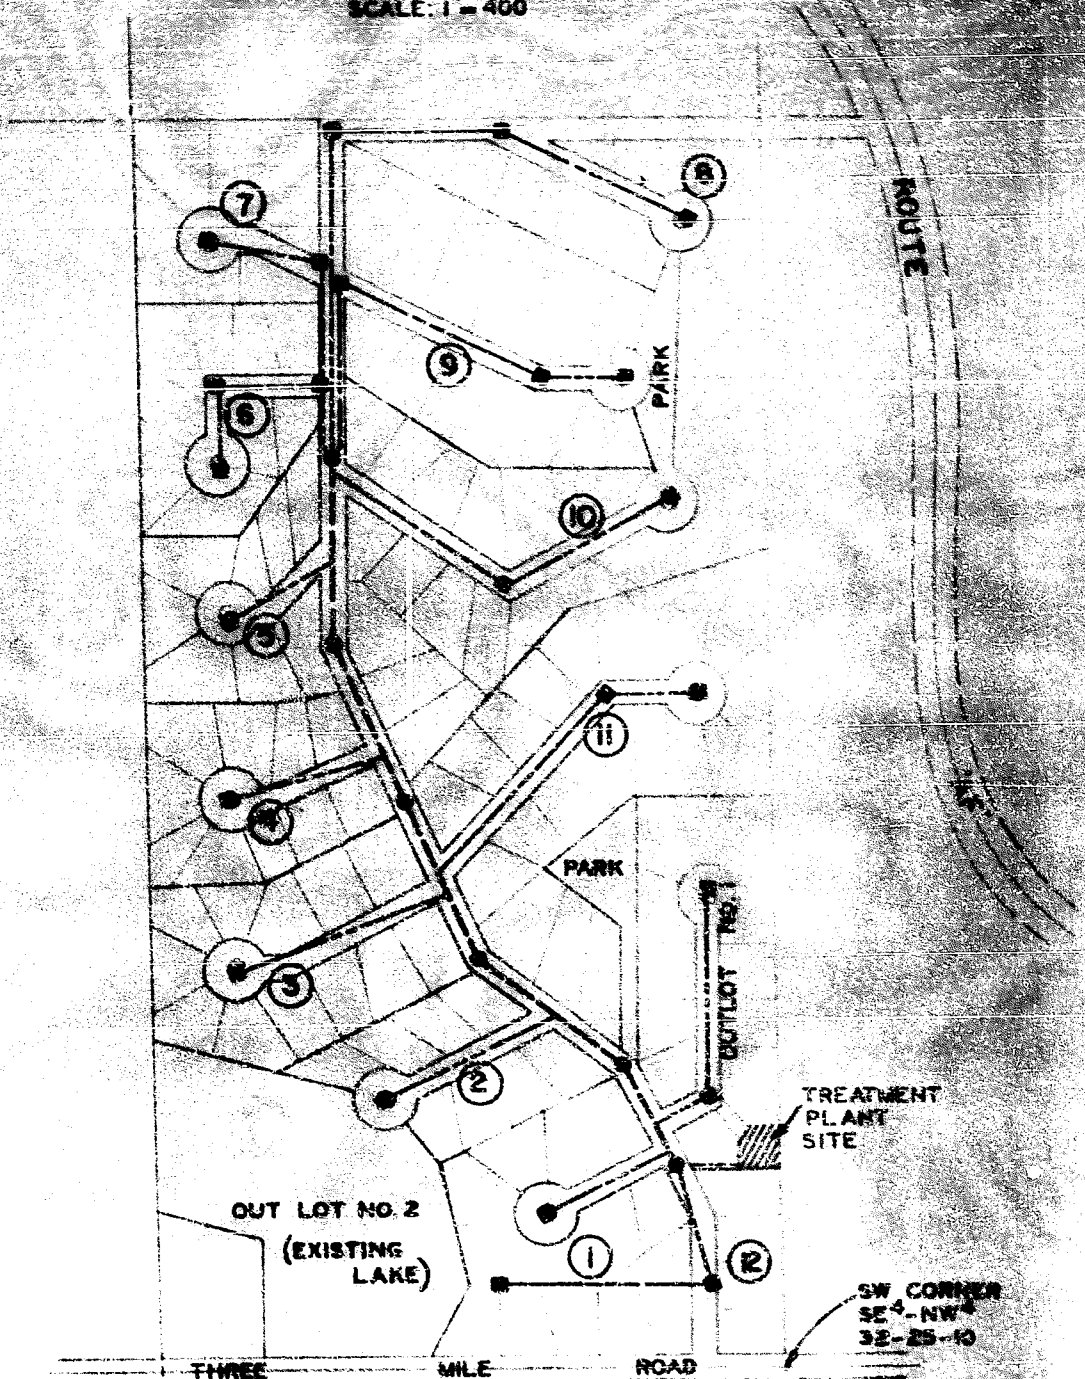 SCALE: 1 = 400
7
8
ROUTE
9
PARK
6
10
5
11
4
PARK
OUTLOT NO. 1
3
2
TREATMENT
PLANT
SITE
OUT LOT NO. 2
(EXISTING
LAKE)
1
12
SW CORNER
SE 4 - NW 4
32-25-10
THREE MILE ROAD